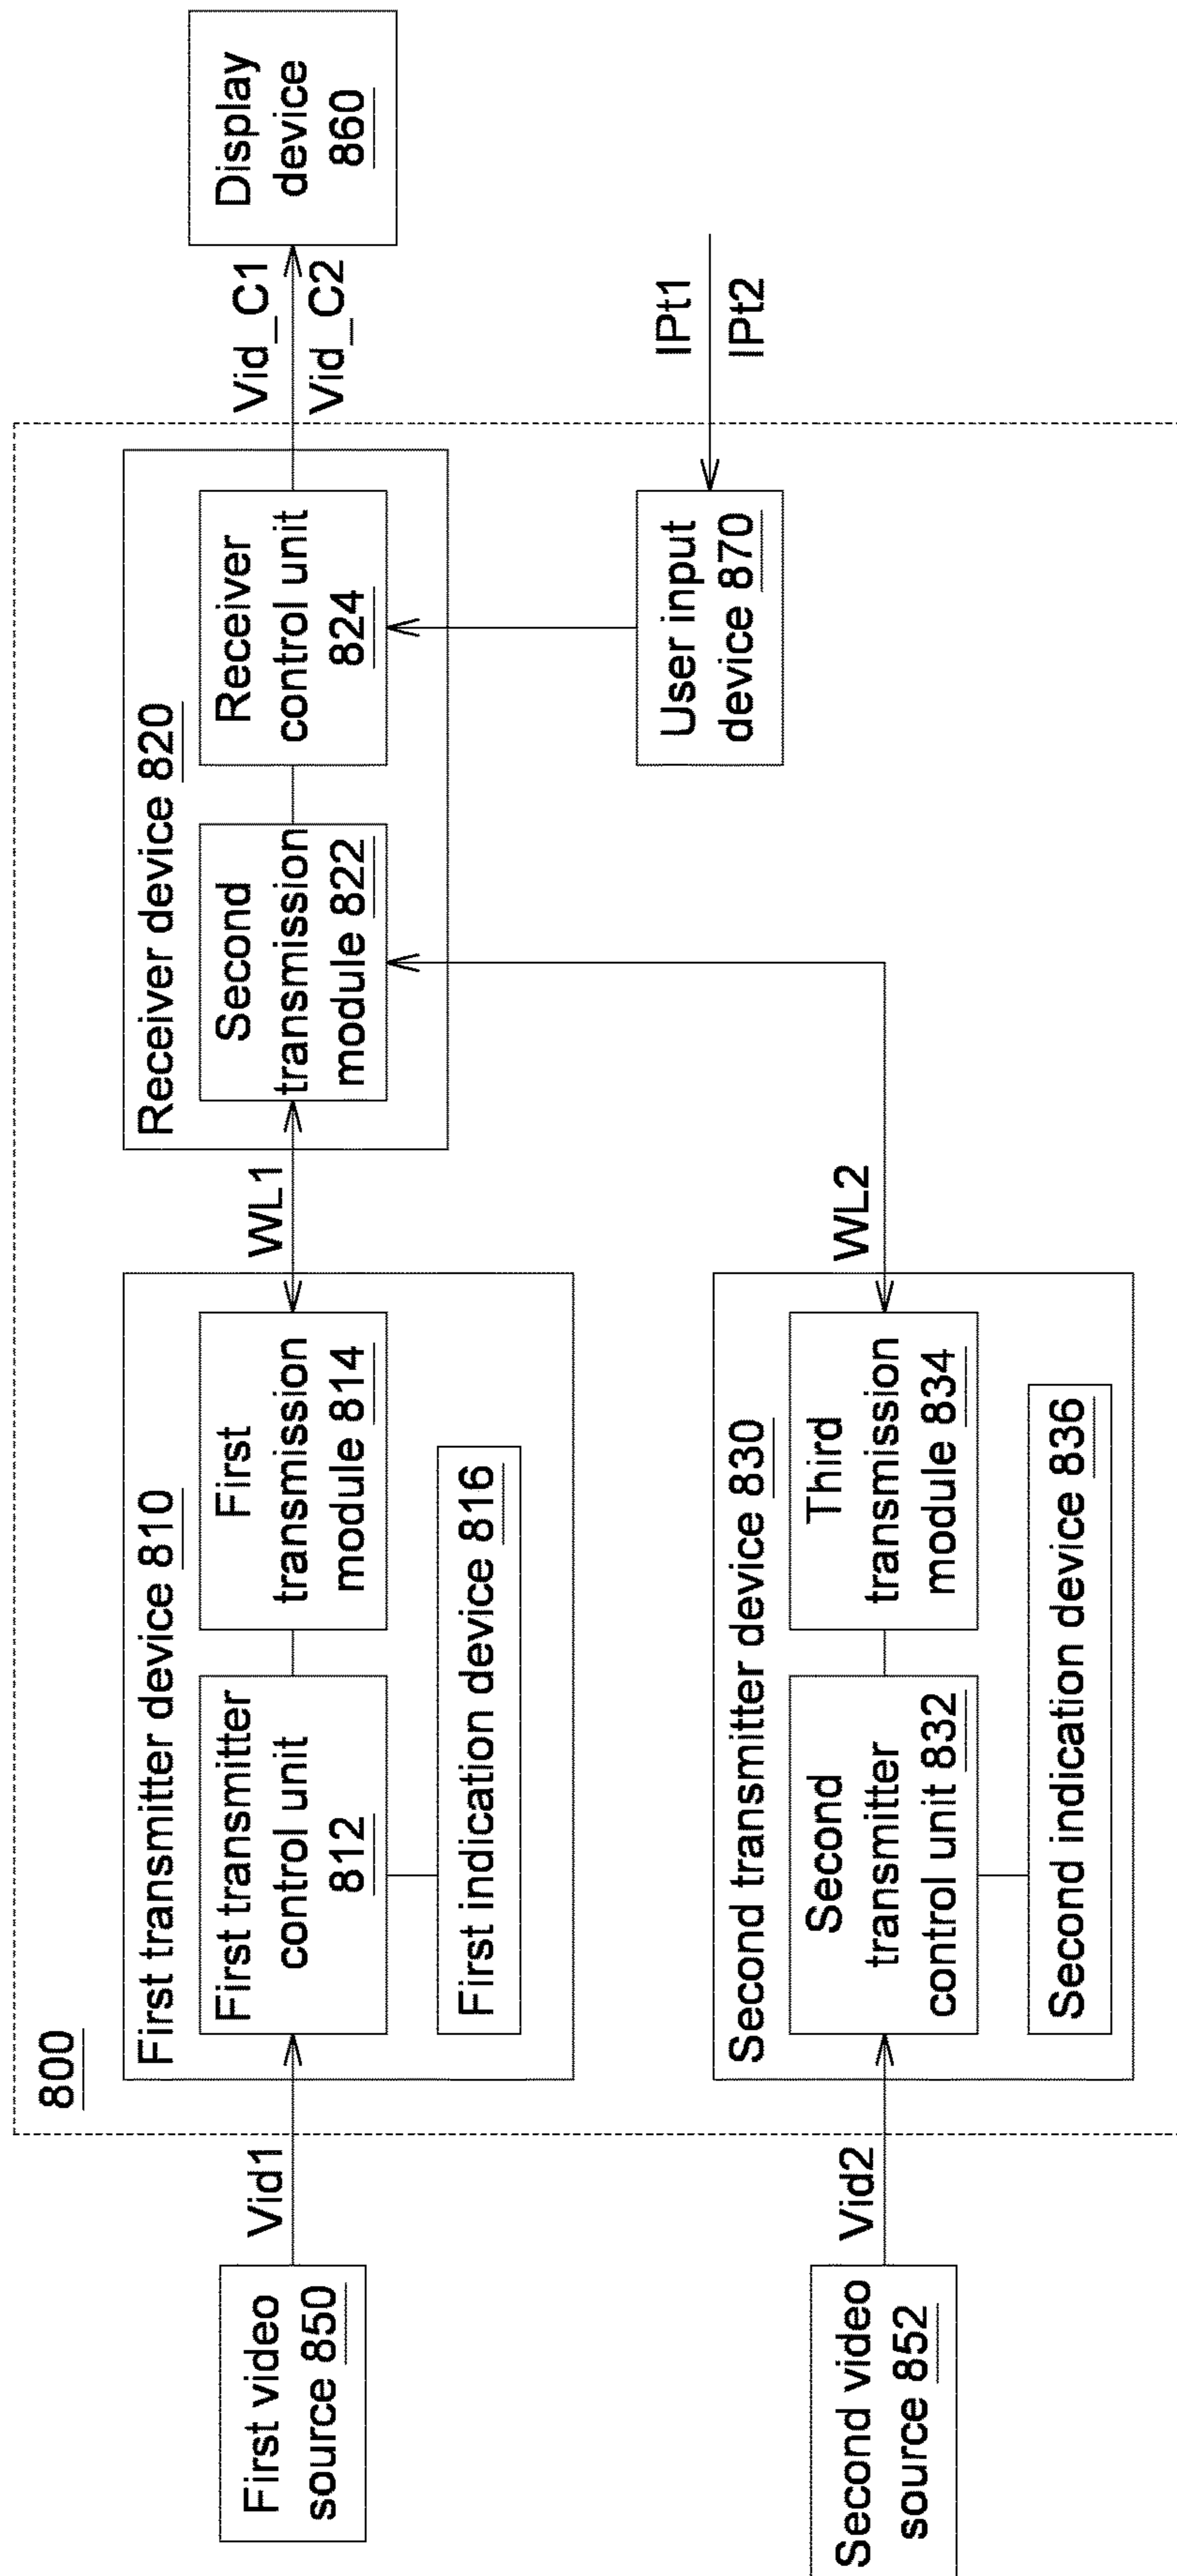 800
First transmitter device 810
First transmitter
control unit
812
First
transmission
module 814
First indication device 816
WL1
Receiver device 820
Second
transmission
module 822
Receiver
control unit
824
Vid_C1
Vid_C2
Display
device
860
First video
source 850
Vid1
Second video
source 852
Vid2
Second transmitter device 830
Second
transmitter
control unit 832
Third
transmission
module 834
Second indication device 836
WL2
User input
device 870
IPt1
IPt2